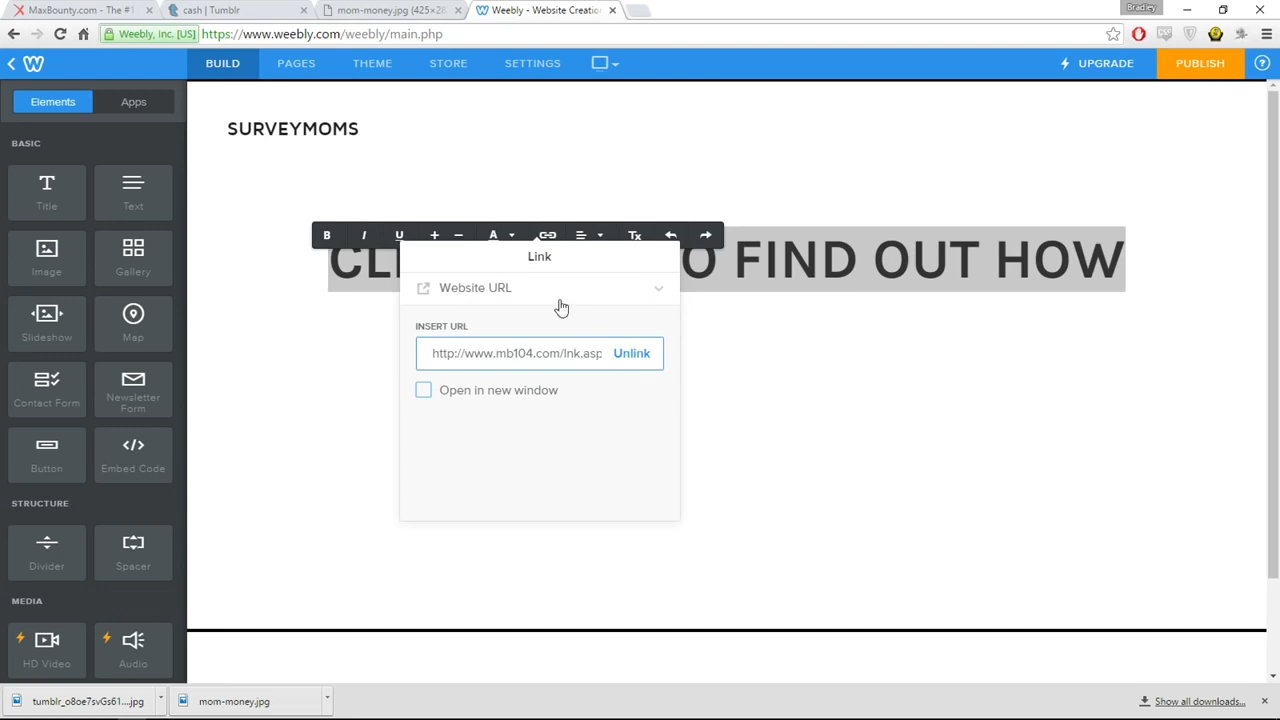 MaxBounty.com - The #1
cash | Tumblr
mom-money.jpg (425×28
Weebly - Website Creation
Bradley
Weebly, Inc. [US]
https://www.weebly.com/weebly/main.php
BUILD
PAGES
THEME
STORE
SETTINGS
UPGRADE
PUBLISH
?
Elements
Apps
BASIC
Title
Text
Image
Gallery
Slideshow
Map
Contact Form
Newsletter
Form
Button
Embed Code
STRUCTURE
Divider
Spacer
MEDIA
HD Video
Audio
SURVEYMOMS
B I U + − A Tx
CL O FIND OUT HOW
Link
Website URL
INSERT URL
http://www.mb104.com/lnk.asp
Unlink
Open in new window
tumblr_o8oe7svGs61....jpg
mom-money.jpg
Show all downloads...